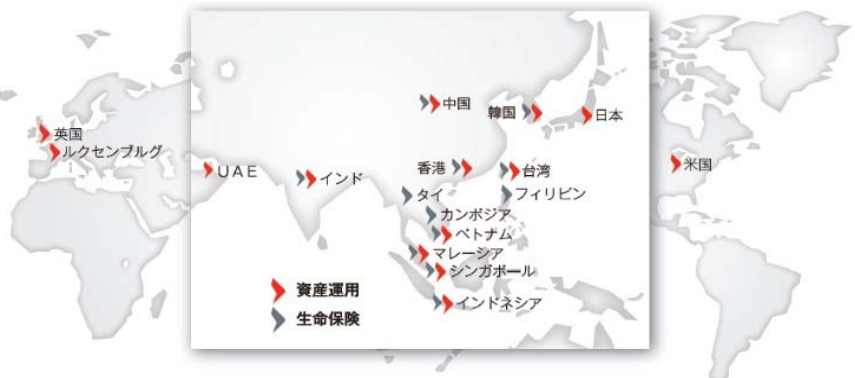 中国
韓国
日本
英国
ルクセンブルグ
UAE
インド
香港
台湾
米国
タイ
フィリピン
カンボジア
ベトナム
マレーシア
シンガポール
インドネシア
資産運用
生命保険